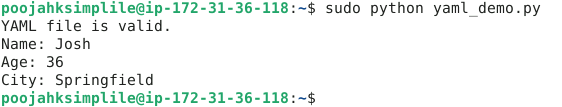 poojahksimplile@ip-172-31-36-118:~$ sudo python yaml_demo.py
YAML file is valid.
Name: Josh
Age: 36
City: Springfield
poojahksimplile@ip-172-31-36-118:~$